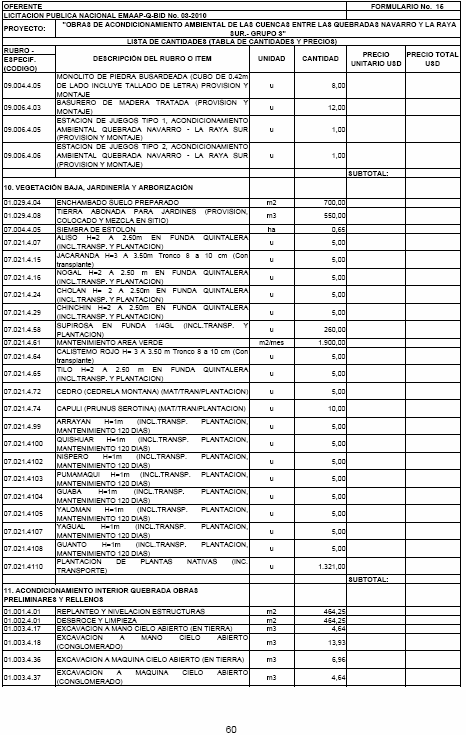 OFERENTE FORMULARIO No. 15
LICITACION PUBLICA NACIONAL EMAAP-Q-BID No. 03-2010
PROYECTO: "OBRAS DE ACONDICIONAMIENTO AMBIENTAL DE LAS CUENCAS ENTRE LAS QUEBRADAS NAVARRO Y LA RAYA
SUR.- GRUPO S"
LISTA DE CANTIDADES (TABLA DE CANTIDADES Y PRECIOS)
RUBRO - ESPECIF. (CODIGO) DESCRIPCIÓN DEL RUBRO O ITEM UNIDAD CANTIDAD PRECIO UNITARIO USD PRECIO TOTAL USD
09.004.4.05 MONOLITO DE PIEDRA BUSARDEADA (CUBO DE 0.42m
DE LADO INCLUYE TALLADO DE LETRA) PROVISION Y
MONTAJE u 8,00
09.006.4.03 BASURERO DE MADERA TRATADA (PROVISION Y
MONTAJE) u 12,00
09.006.4.05 ESTACION DE JUEGOS TIPO 1, ACONDICIONAMIENTO
AMBIENTAL QUEBRADA NAVARRO - LA RAYA SUR
(PROVISION Y MONTAJE) u 1,00
09.006.4.06 ESTACION DE JUEGOS TIPO 2, ACONDICIONAMIENTO
AMBIENTAL QUEBRADA NAVARRO - LA RAYA SUR
(PROVISION Y MONTAJE) u 1,00
SUBTOTAL:
10. VEGETACIÓN BAJA, JARDINERÍA Y ARBORIZACIÓN
01.029.4.04 ENCHAMBADO SUELO PREPARADO m2 700,00
01.029.4.08 TIERRA ABONADA PARA JARDINES (PROVISION,
COLOCADO Y MEZCLA EN SITIO) m3 550,00
07.004.4.05 SIEMBRA DE ESTOLON ha 0,65
07.021.4.07 ALISO H=2 A 2.50m EN FUNDA QUINTALERA
(INCL.TRANSP. Y PLANTACION) u 5,00
07.021.4.15 JACARANDA H=3 A 3.50m Tronco 8 a 10 cm (Con
transplante) u 5,00
07.021.4.16 NOGAL H=2 A 2.50 m EN FUNDA QUINTALERA
(INCL.TRANSP. Y PLANTACION) u 5,00
07.021.4.24 CHOLAN H= 2 A 2.50m EN FUNDA QUINTALERA
(INCL.TRANSP. Y PLANTACION) u 5,00
07.021.4.29 CHINCHIN H=2 A 2.50m EN FUNDA QUINTALERA
(INCL.TRANSP. Y PLANTACION) u 5,00
07.021.4.58 SUPIROSA EN FUNDA 1/4GL (INCL.TRANSP. Y
PLANTACION) u 260,00
07.021.4.61 MANTENIMIENTO AREA VERDE m2/mes 1.900,00
07.021.4.64 CALISTEMO ROJO H= 3 A 3.50 m Tronco 8 a 10 cm (Con
transplante) u 5,00
07.021.4.65 TILO H=2 A 2.50 m EN FUNDA QUINTALERA
(INCL.TRANSP. Y PLANTACION) u 5,00
07.021.4.72 CEDRO (CEDRELA MONTANA) (MAT/TRAN/PLANTACION) u 5,00
07.021.4.74 CAPULI (PRUNUS SEROTINA) (MAT/TRAN/PLANTACION) u 10,00
07.021.4.99 ARRAYAN H=1m (INCL.TRANSP. PLANTACION,
MANTENIMIENTO 120 DIAS) u 5,00
07.021.4100 QUISHUAR H=1m (INCL.TRANSP. PLANTACION,
MANTENIMIENTO 120 DIAS) u 5,00
07.021.4102 NISPERO H=1m (INCL.TRANSP. PLANTACION,
MANTENIMIENTO 120 DIAS) u 5,00
07.021.4103 PUMAMAQUI H=1m (INCL.TRANSP. PLANTACION,
MANTENIMIENTO 120 DIAS) u 5,00
07.021.4104 GUABA H=1m (INCL.TRANSP. PLANTACION,
MANTENIMIENTO 120 DIAS) u 5,00
07.021.4105 YALOMAN H=1m (INCL.TRANSP. PLANTACION,
MANTENIMIENTO 120 DIAS) u 5,00
07.021.4107 YAGUAL H=1m (INCL.TRANSP. PLANTACION,
MANTENIMIENTO 120 DIAS) u 5,00
07.021.4108 GUANTO H=1m (INCL.TRANSP. PLANTACION,
MANTENIMIENTO 120 DIAS) u 5,00
07.021.4110 PLANTACION DE PLANTAS NATIVAS (INC.
TRANSPORTE) u 1.321,00
SUBTOTAL:
11. ACONDICIONAMIENTO INTERIOR QUEBRADA OBRAS
PRELIMINARES Y RELLENOS
01.001.4.01 REPLANTEO Y NIVELACION ESTRUCTURAS m2 464,25
01.002.4.01 DESBROCE Y LIMPIEZA m2 464,25
01.003.4.17 EXCAVACION A MANO CIELO ABIERTO (EN TIERRA) m3 4,64
01.003.4.18 EXCAVACION A MANO CIELO ABIERTO
(CONGLOMERADO) m3 13,93
01.003.4.36 EXCAVACION A MAQUINA CIELO ABIERTO (EN TIERRA) m3 6,96
01.003.4.37 EXCAVACION A MAQUINA CIELO ABIERTO
(CONGLOMERADO) m3 4,64
60